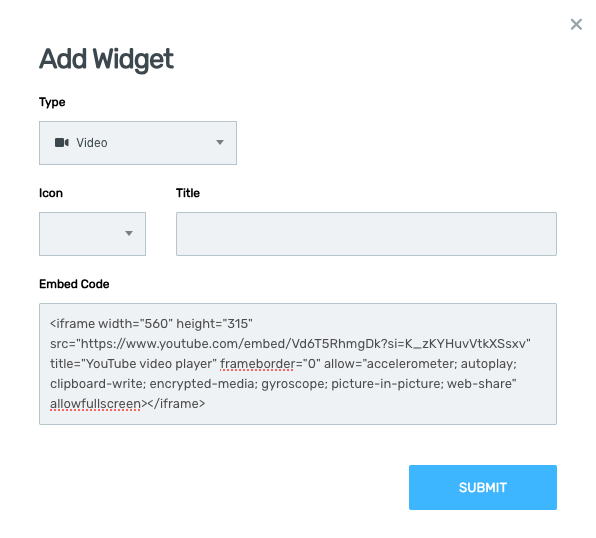 Add Widget
Type
Video
Icon
Title
Embed Code
<iframe width="560" height="315"
src="https://www.youtube.com/embed/Vd6T5RhmgDk?si=K_zKYHuvVtkXSsxv"
title="YouTube video player" frameborder="0" allow="accelerometer; autoplay;
clipboard-write; encrypted-media; gyroscope; picture-in-picture; web-share"
allowfullscreen></iframe>
SUBMIT